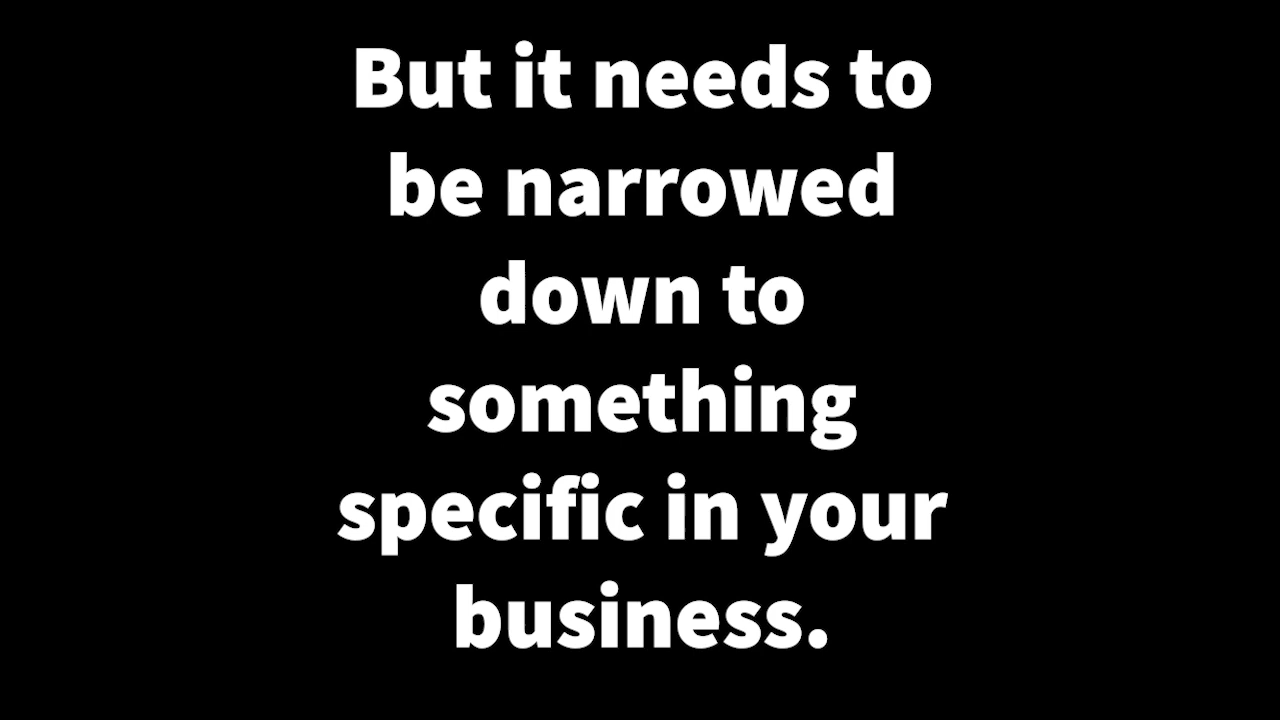 But it needs to
be narrowed
down to
something
specific in your
business.